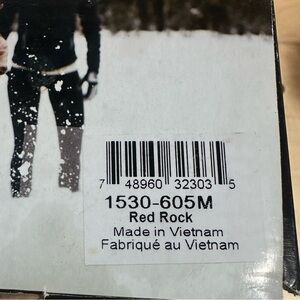 7 48960 32303 5
1530-605M
Red Rock
Made in Vietnam
Fabriqué au Vietnam